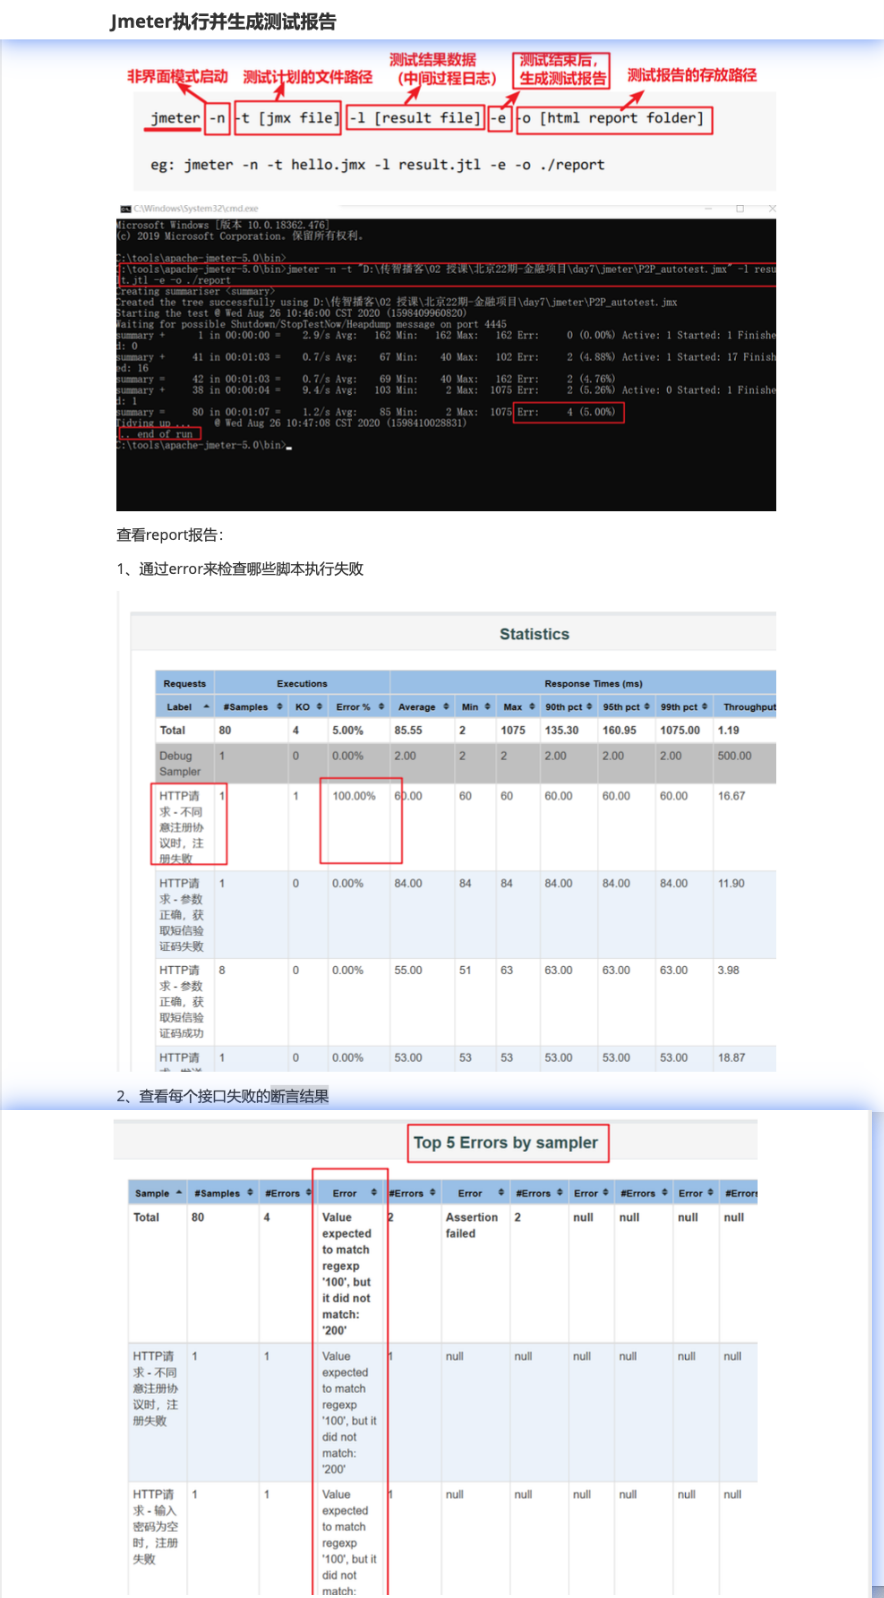 Jmeter执行并生成测试报告
非界面模式启动
测试计划的文件路径
测试结果数据
（中间过程日志）
测试结束后，
生成测试报告
测试报告的存放路径
jmeter -n -t [jmx file] -l [result file] -e -o [html report folder]
eg: jmeter -n -t hello.jmx -l result.jtl -e -o ./report
C:\Windows\System32\cmd.exe
Microsoft Windows [版本 10.0.18362.476]
(c) 2019 Microsoft Corporation。保留所有权利。
C:\tools\apache-jmeter-5.0\bin>
C:\tools\apache-jmeter-5.0\bin>jmeter -n -t "D:\传智播客\02 授课\北京22期-金融项目\day7\jmeter\P2P_autotest.jmx" -l resu
lt.jtl -e -o ./report
Creating summariser <summary>
Created the tree successfully using D:\传智播客\02 授课\北京22期-金融项目\day7\jmeter\P2P_autotest.jmx
Starting the test @ Wed Aug 26 10:46:00 CST 2020 (1598409960820)
Waiting for possible Shutdown/StopTestNow/Heapdump message on port 4445
summary + 1 in 00:00:00 = 2.9/s Avg: 162 Min: 162 Max: 162 Err: 0 (0.00%) Active: 1 Started: 1 Finishe
d: 0
summary + 41 in 00:01:03 = 0.7/s Avg: 67 Min: 40 Max: 102 Err: 2 (4.88%) Active: 1 Started: 17 Finish
ed: 16
summary = 42 in 00:01:03 = 0.7/s Avg: 69 Min: 40 Max: 162 Err: 2 (4.76%)
summary + 38 in 00:00:04 = 9.4/s Avg: 103 Min: 2 Max: 1075 Err: 2 (5.26%) Active: 0 Started: 1 Finishe
d: 1
summary = 80 in 00:01:07 = 1.2/s Avg: 85 Min: 2 Max: 1075 Err: 4 (5.00%)
Tidying up ... @ Wed Aug 26 10:47:08 CST 2020 (1598410028831)
... end of run
C:\tools\apache-jmeter-5.0\bin>
查看report报告：
1、通过error来检查哪些脚本执行失败
Statistics
Requests Executions Response Times (ms)
Label #Samples KO Error % Average Min Max 90th pct 95th pct 99th pct Throughput
Total 80 4 5.00% 85.55 2 1075 135.30 160.95 1075.00 1.19
Debug 1 0 0.00% 2.00 2 2 2.00 2.00 2.00 500.00
Sampler
HTTP请 1 1 100.00% 60.00 60 60 60.00 60.00 60.00 16.67
求 - 不同
意注册协
议时，注
册失败
HTTP请 1 0 0.00% 84.00 84 84 84.00 84.00 84.00 11.90
求 - 参数
正确，获
取短信验
证码失败
HTTP请 8 0 0.00% 55.00 51 63 63.00 63.00 63.00 3.98
求 - 参数
正确，获
取短信验
证码成功
HTTP请 1 0 0.00% 53.00 53 53 53.00 53.00 53.00 18.87
2、查看每个接口失败的断言结果
Top 5 Errors by sampler
Sample #Samples #Errors Error #Errors Error #Errors Error #Errors Error #Errors
Total 80 4 Value 2 Assertion 2 null null null null
expected failed
to match
regexp
'100', but
it did not
match:
'200'
HTTP请 1 1 Value 1 null null null null null null
求 - 不同 expected
意注册协 to match
议时，注 regexp
册失败 '100', but it
did not
match:
'200'
HTTP请 1 1 Value 1 null null null null null null
求 - 输入 expected
密码为空 to match
时，注册 regexp
失败 '100', but it
did not
match: